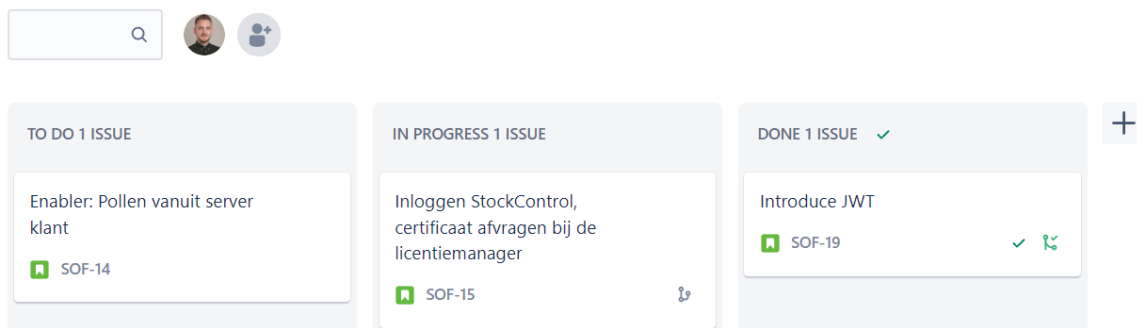 TO DO 1 ISSUE
Enabler: Pollen vanuit server
klant
SOF-14
IN PROGRESS 1 ISSUE
Inloggen StockControl,
certificaat afvragen bij de
licentiemanager
SOF-15
DONE 1 ISSUE
Introduce JWT
SOF-19